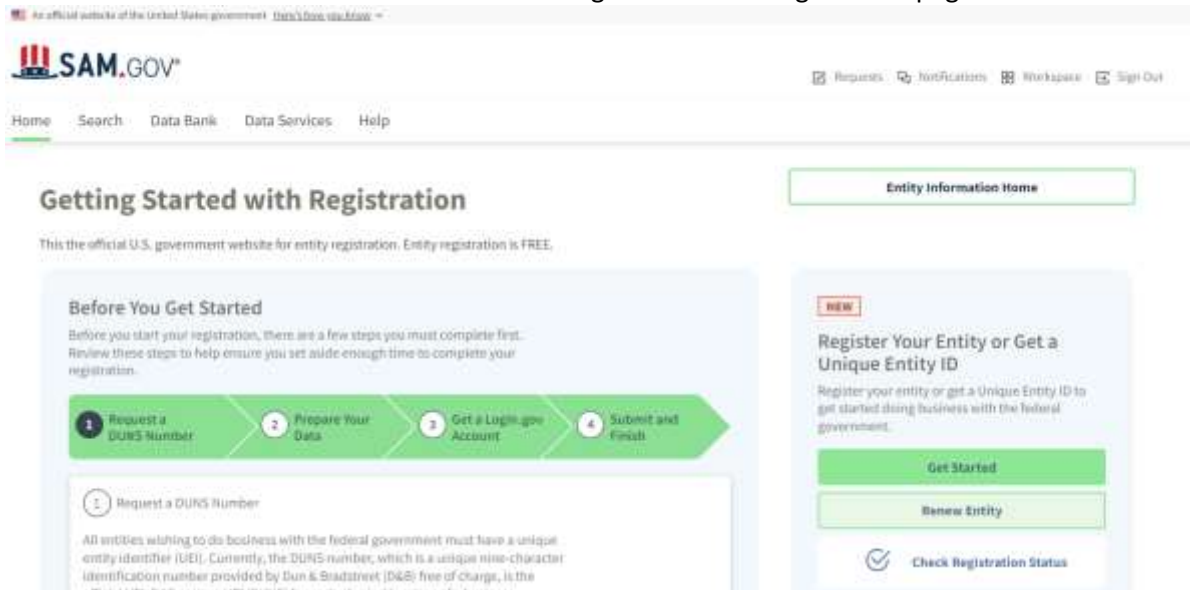 An official website of the United States government Here's how you know
SAM.GOV®
Requests Notifications Workspace Sign Out
Home Search Data Bank Data Services Help
Getting Started with Registration
Entity Information Home
This the official U.S. government website for entity registration. Entity registration is FREE.
Before You Get Started
Before you start your registration, there are a few steps you must complete first.
Review these steps to help ensure you set aside enough time to complete your
registration.
1 Request a
DUNS Number
2 Prepare Your
Data
3 Get a Login.gov
Account
4 Submit and
Finish
1 Request a DUNS Number
All entities wishing to do business with the federal government must have a unique
entity identifier (UEI). Currently, the DUNS number, which is a unique nine-character
identification number provided by Dun & Bradstreet (D&B) free of charge, is the
NEW
Register Your Entity or Get a
Unique Entity ID
Register your entity or get a Unique Entity ID to
get started doing business with the federal
government.
Get Started
Renew Entity
Check Registration Status